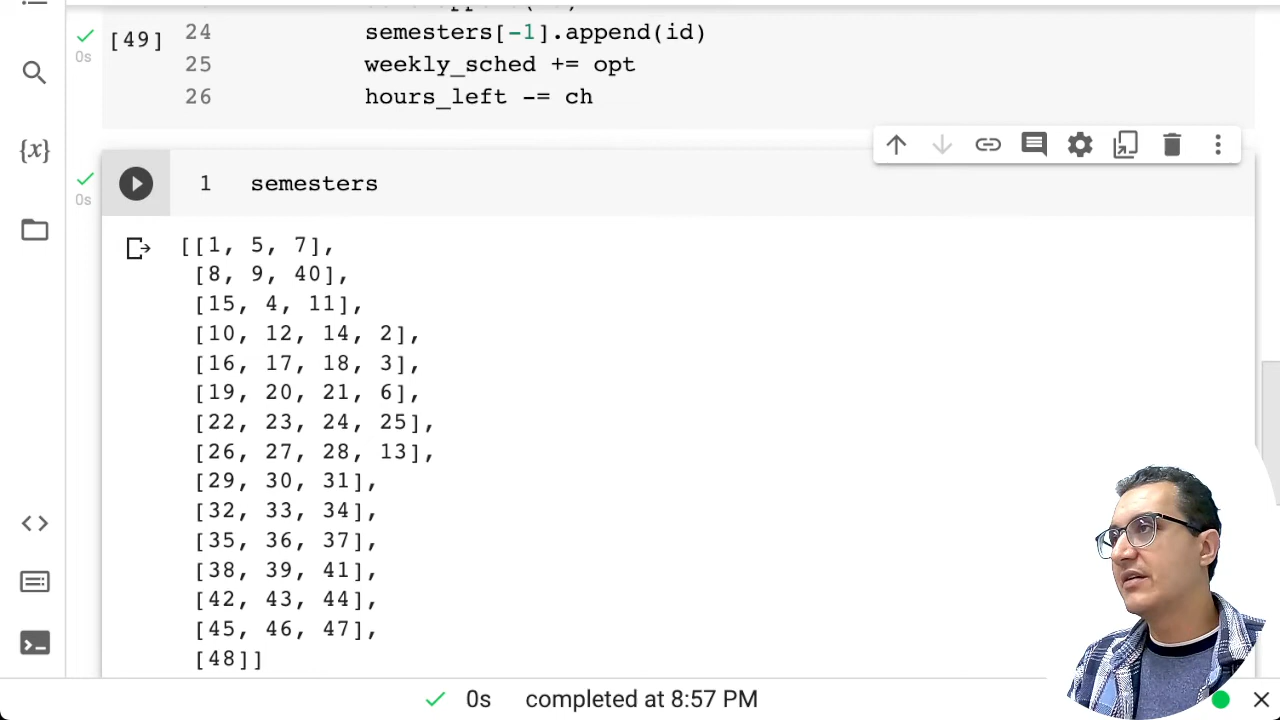 [49]
0s
24 semesters[-1].append(id)
25 weekly_sched += opt
26 hours_left -= ch
{x}
0s
1 semesters
[[1, 5, 7],
[8, 9, 40],
[15, 4, 11],
[10, 12, 14, 2],
[16, 17, 18, 3],
[19, 20, 21, 6],
[22, 23, 24, 25],
[26, 27, 28, 13],
[29, 30, 31],
[32, 33, 34],
[35, 36, 37],
[38, 39, 41],
[42, 43, 44],
[45, 46, 47],
[48]]
0s completed at 8:57 PM